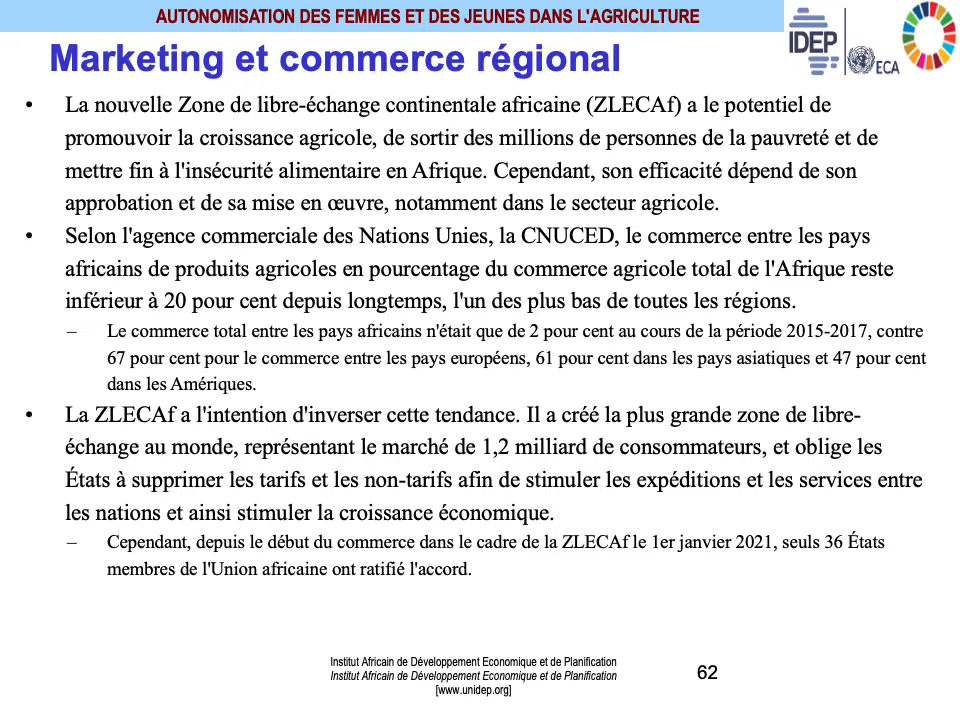 AUTONOMISATION DES FEMMES ET DES JEUNES DANS L'AGRICULTURE
IDEP
ECA
Marketing et commerce régional
• La nouvelle Zone de libre-échange continentale africaine (ZLECAf) a le potentiel de
promouvoir la croissance agricole, de sortir des millions de personnes de la pauvreté et de
mettre fin à l'insécurité alimentaire en Afrique. Cependant, son efficacité dépend de son
approbation et de sa mise en œuvre, notamment dans le secteur agricole.
• Selon l'agence commerciale des Nations Unies, la CNUCED, le commerce entre les pays
africains de produits agricoles en pourcentage du commerce agricole total de l'Afrique reste
inférieur à 20 pour cent depuis longtemps, l'un des plus bas de toutes les régions.
– Le commerce total entre les pays africains n'était que de 2 pour cent au cours de la période 2015-2017, contre
67 pour cent pour le commerce entre les pays européens, 61 pour cent dans les pays asiatiques et 47 pour cent
dans les Amériques.
• La ZLECAf a l'intention d'inverser cette tendance. Il a créé la plus grande zone de libre-
échange au monde, représentant le marché de 1,2 milliard de consommateurs, et oblige les
États à supprimer les tarifs et les non-tarifs afin de stimuler les expéditions et les services entre
les nations et ainsi stimuler la croissance économique.
– Cependant, depuis le début du commerce dans le cadre de la ZLECAf le 1er janvier 2021, seuls 36 États
membres de l'Union africaine ont ratifié l'accord.
Institut Africain de Développement Economique et de Planification
Institut Africain de Développement Economique et de Planification
[www.unidep.org]
62